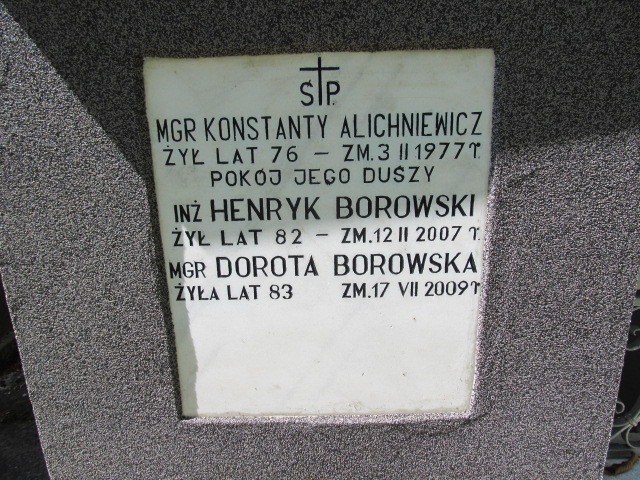 Ś†P.
MGR KONSTANTY ALICHNIEWICZ
ŻYŁ LAT 76 – ZM. 3 II 1977 r.
POKÓJ JEGO DUSZY
INŻ HENRYK BOROWSKI
ŻYŁ LAT 82 – ZM. 12 II 2007 r.
MGR DOROTA BOROWSKA
ŻYŁA LAT 83 ZM. 17 VII 2009 r